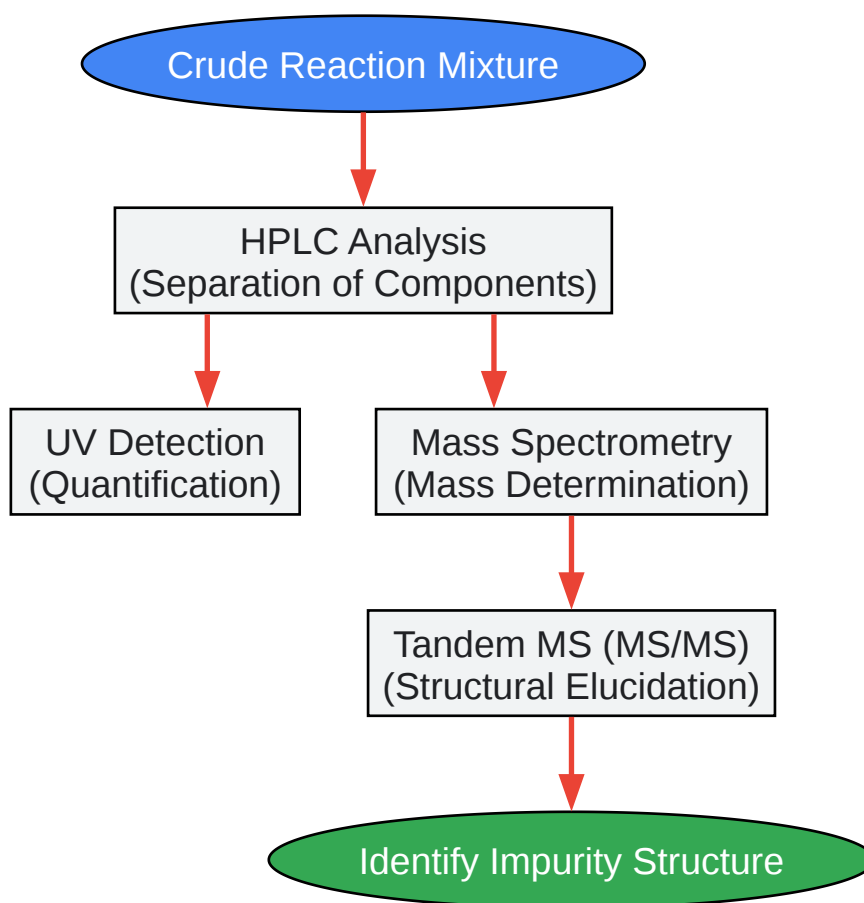 Crude Reaction Mixture
HPLC Analysis
(Separation of Components)
UV Detection
(Quantification)
Mass Spectrometry
(Mass Determination)
Tandem MS (MS/MS)
(Structural Elucidation)
Identify Impurity Structure